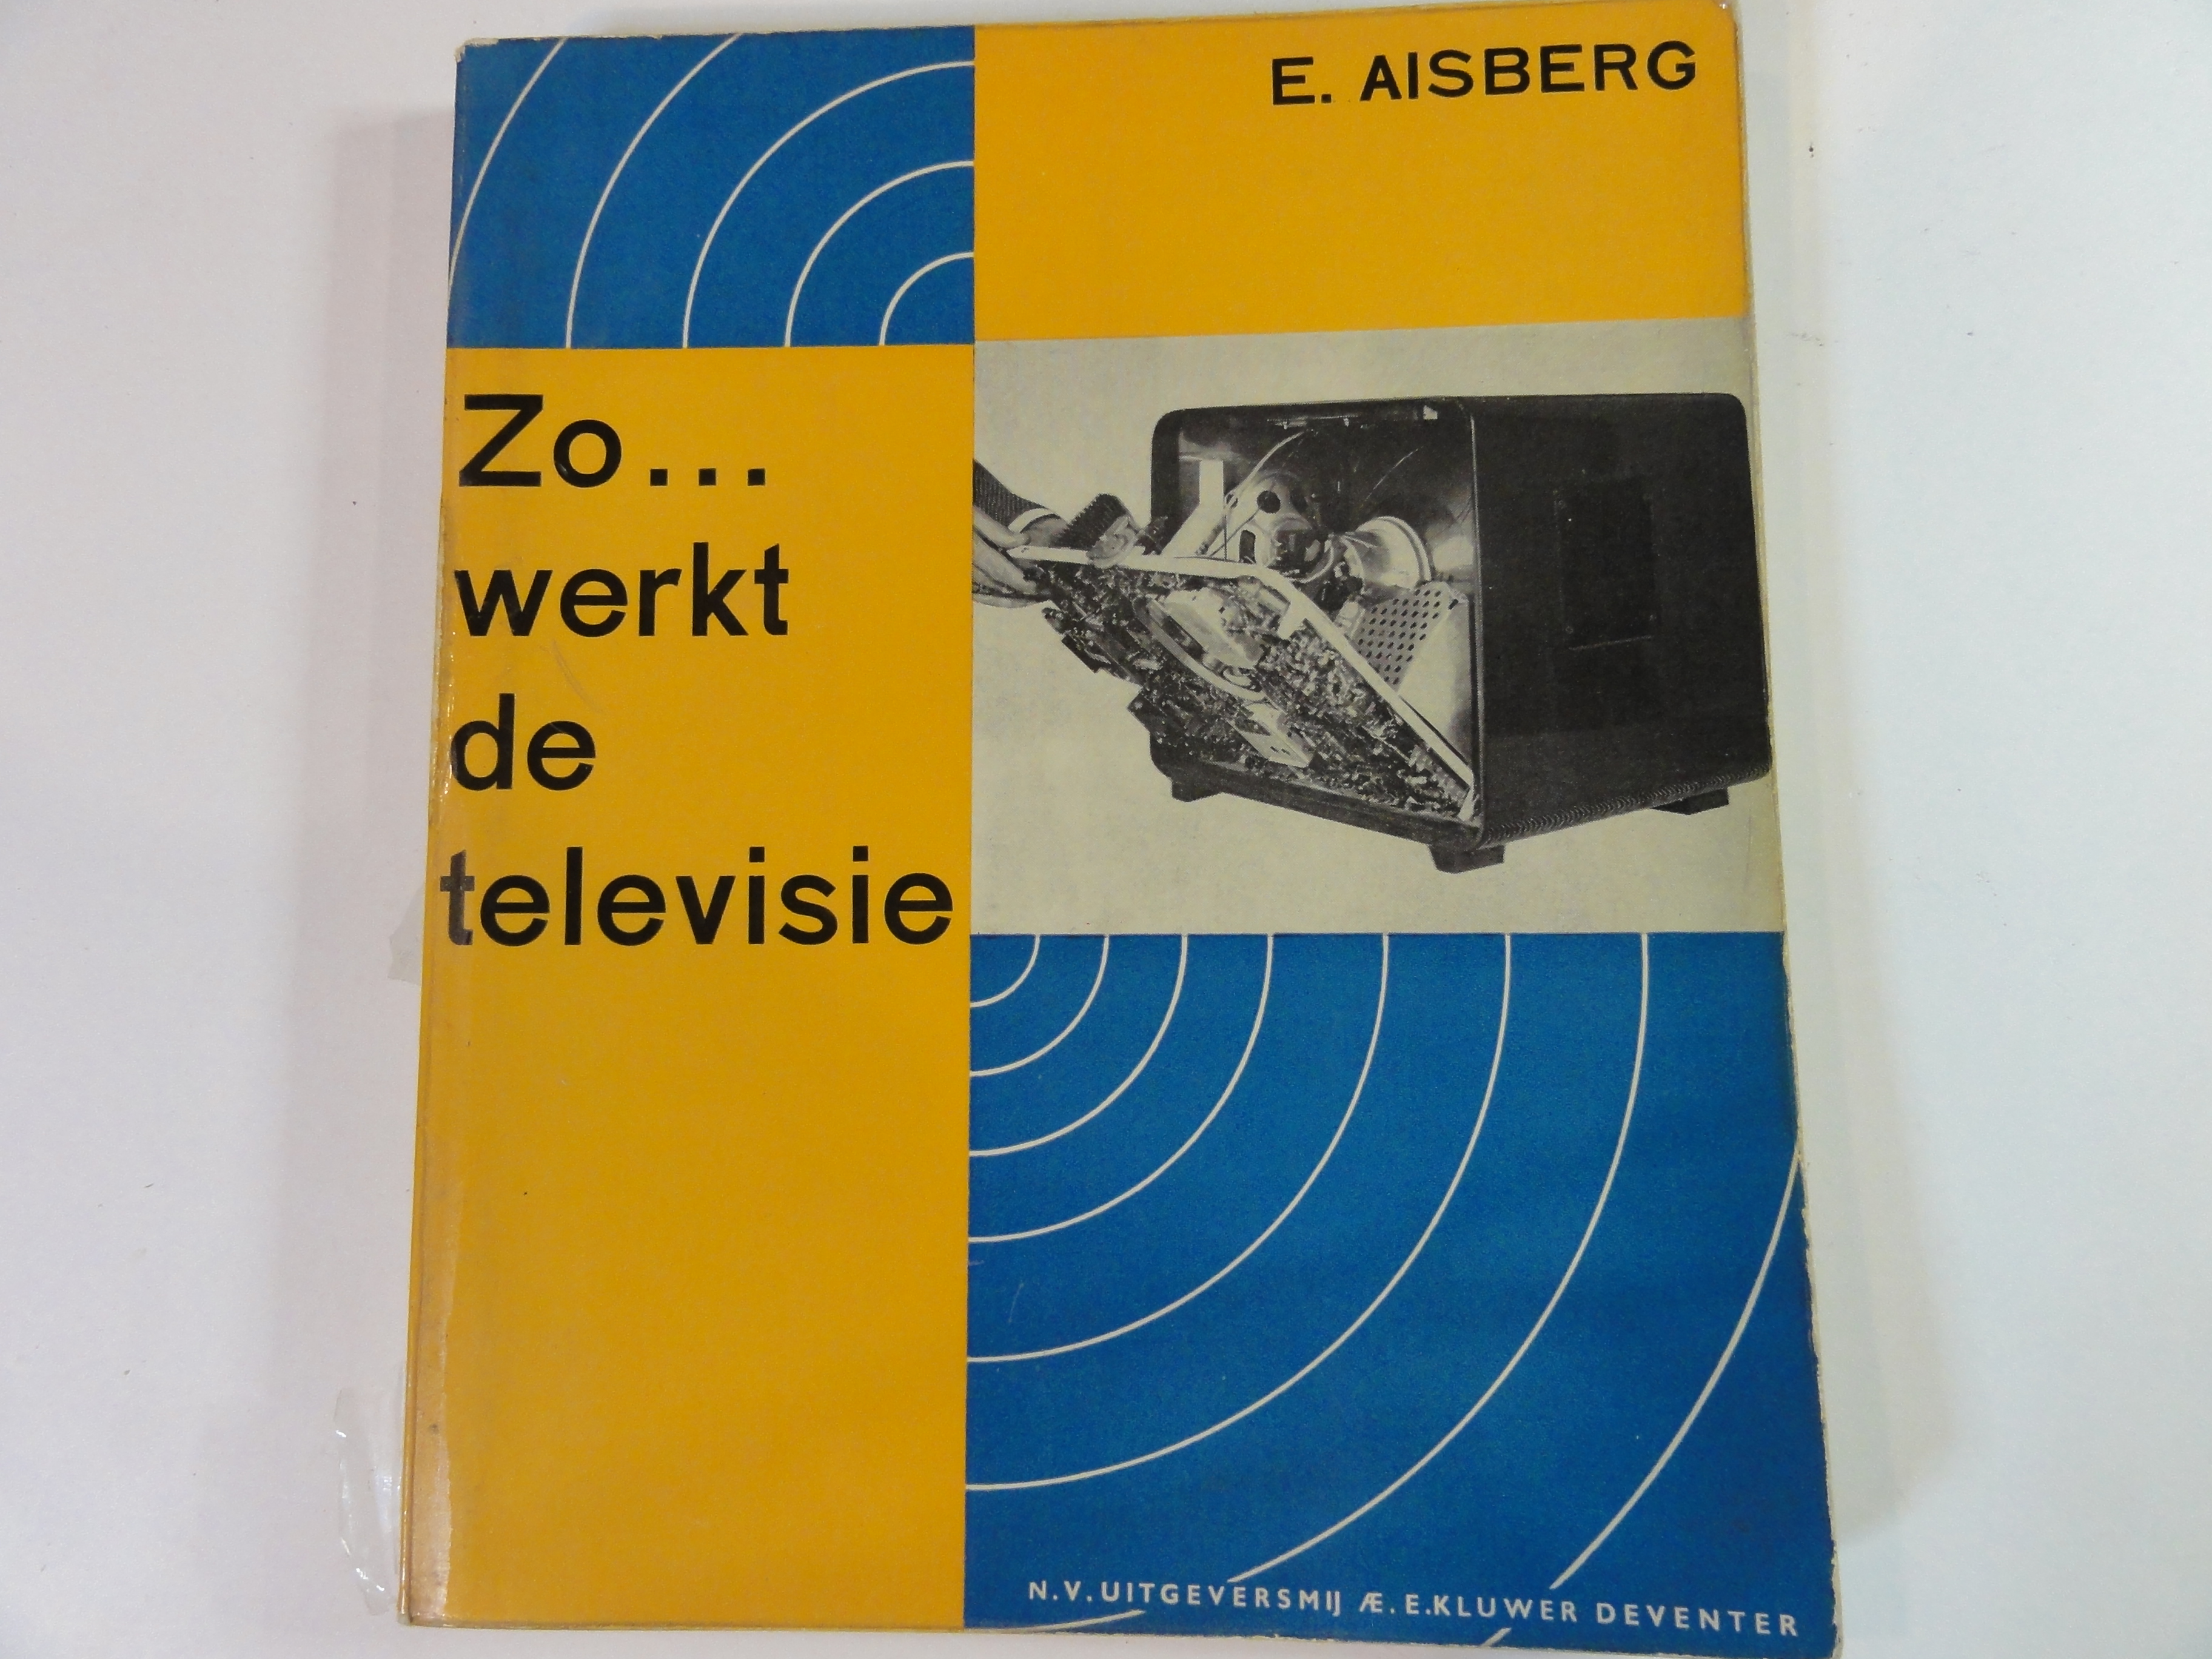 E. AISBERG
Zo...
werkt
de
televisie
N.V. UITGEVERSMIJ Æ. E. KLUWER DEVENTER